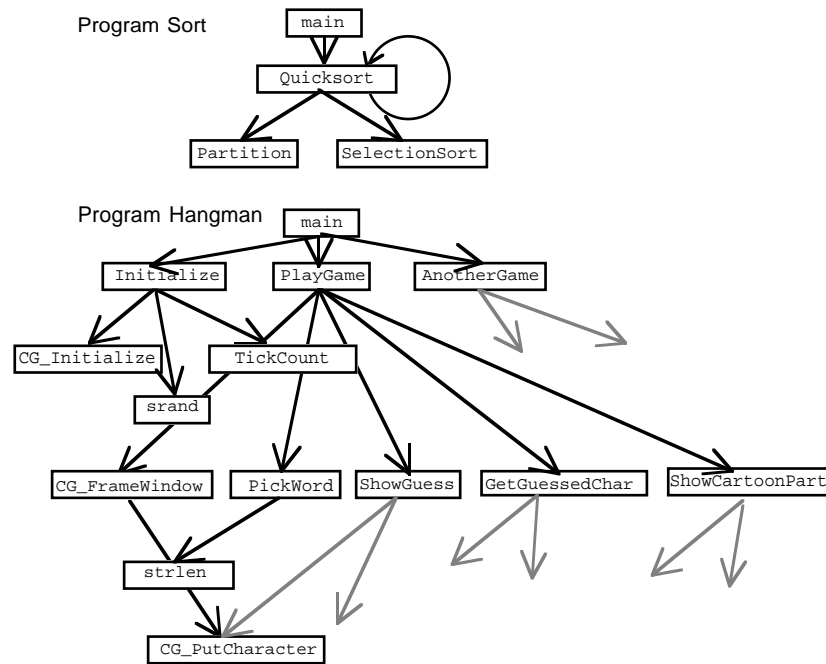 Program Sort
main
Quicksort
Partition
SelectionSort
Program Hangman
main
Initialize
PlayGame
AnotherGame
CG_Initialize
TickCount
srand
CG_FrameWindow
PickWord
ShowGuess
GetGuessedChar
ShowCartoonPart
strlen
CG_PutCharacter